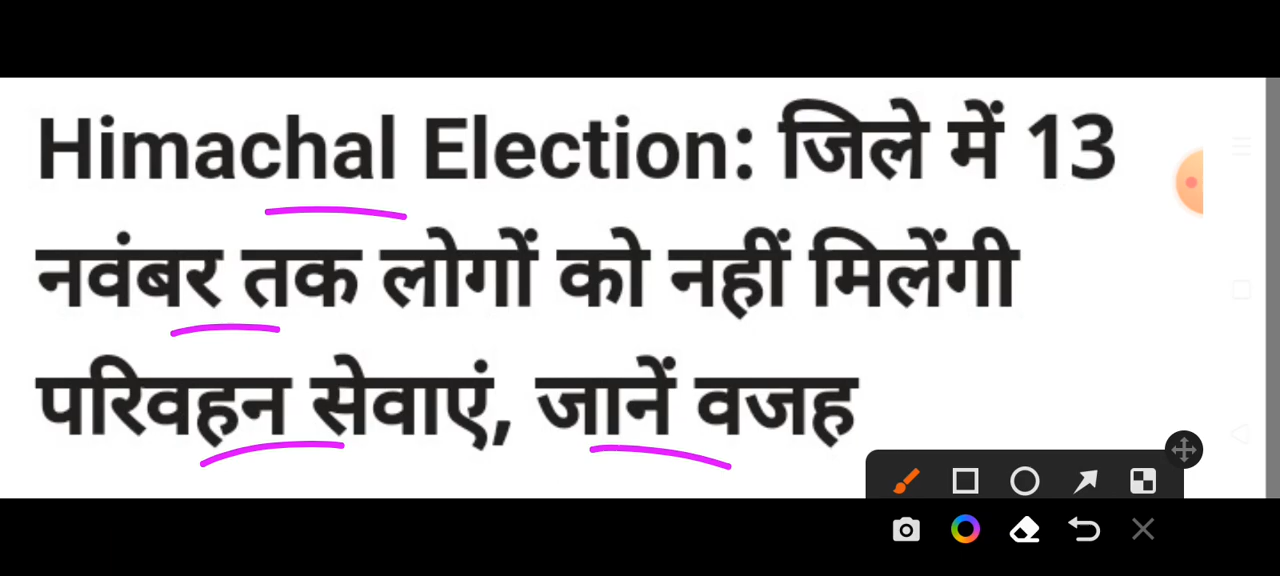 Himachal Election: जिले में 13
नवंबर तक लोगों को नहीं मिलेंगी
परिवहन सेवाएं, जानें वजह